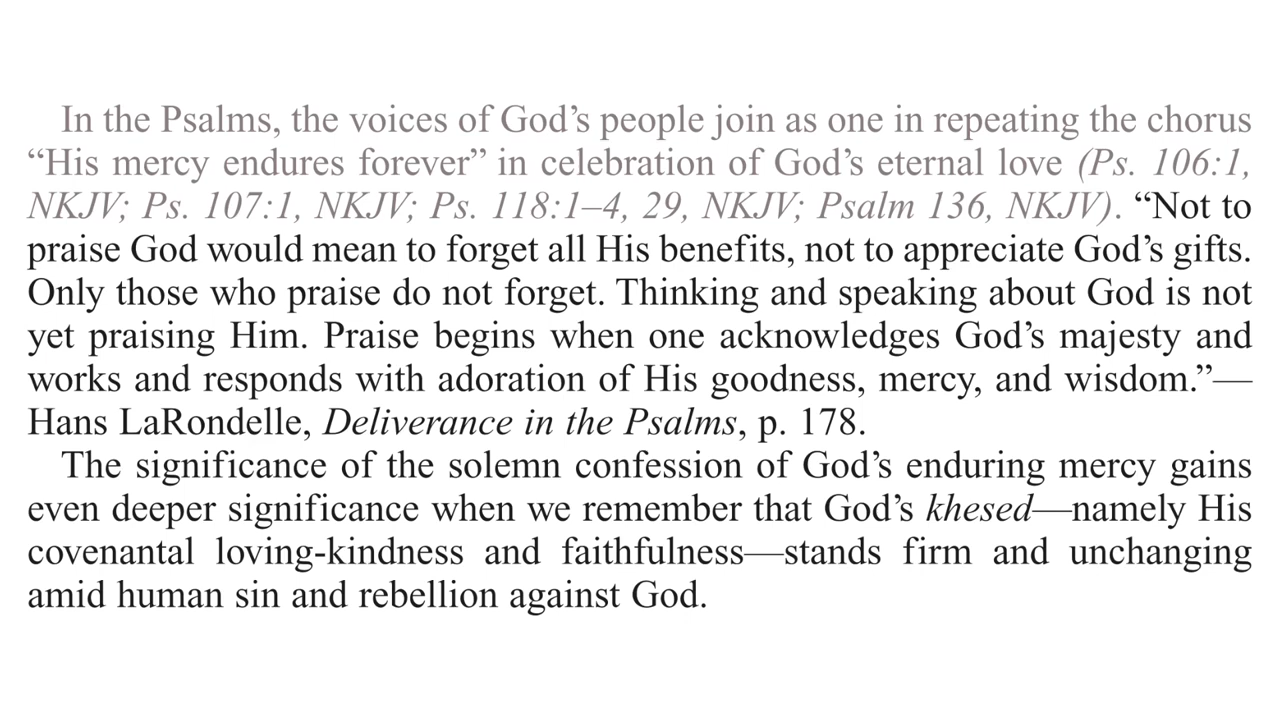 In the Psalms, the voices of God’s people join as one in repeating the chorus
“His mercy endures forever” in celebration of God’s eternal love (Ps. 106:1,
NKJV; Ps. 107:1, NKJV; Ps. 118:1–4, 29, NKJV; Psalm 136, NKJV). “Not to
praise God would mean to forget all His benefits, not to appreciate God’s gifts.
Only those who praise do not forget. Thinking and speaking about God is not
yet praising Him. Praise begins when one acknowledges God’s majesty and
works and responds with adoration of His goodness, mercy, and wisdom.”—
Hans LaRondelle, Deliverance in the Psalms, p. 178.
The significance of the solemn confession of God’s enduring mercy gains
even deeper significance when we remember that God’s khesed—namely His
covenantal loving-kindness and faithfulness—stands firm and unchanging
amid human sin and rebellion against God.